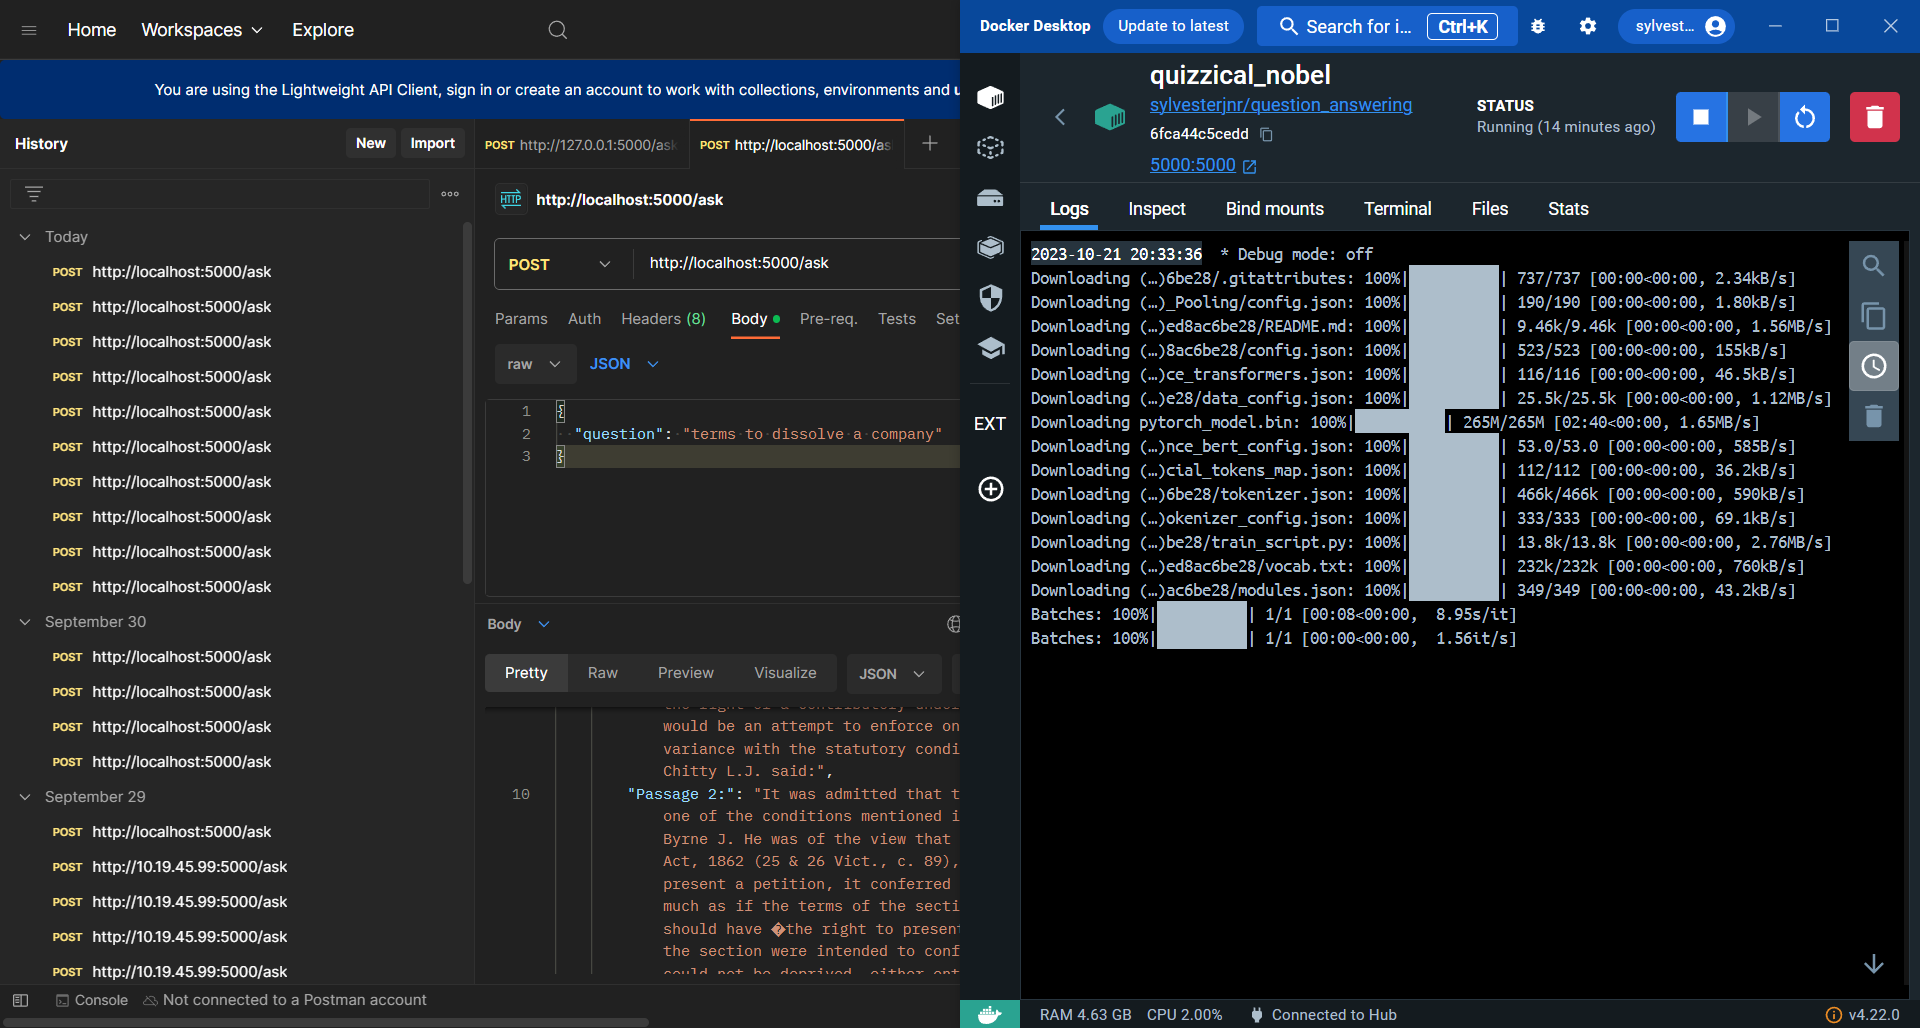 Home Workspaces Explore
You are using the Lightweight API Client, sign in or create an account to work with collections, environments and
History New Import
Today
POST http://localhost:5000/ask
POST http://localhost:5000/ask
POST http://localhost:5000/ask
POST http://localhost:5000/ask
POST http://localhost:5000/ask
POST http://localhost:5000/ask
POST http://localhost:5000/ask
POST http://localhost:5000/ask
POST http://localhost:5000/ask
POST http://localhost:5000/ask
September 30
POST http://localhost:5000/ask
POST http://localhost:5000/ask
POST http://localhost:5000/ask
POST http://localhost:5000/ask
September 29
POST http://localhost:5000/ask
POST http://10.19.45.99:5000/ask
POST http://10.19.45.99:5000/ask
POST http://10.19.45.99:5000/ask
POST http://10.19.45.99:5000/ask
POST http://127.0.0.1:5000/ask POST http://localhost:5000/as
HTTP http://localhost:5000/ask
POST http://localhost:5000/ask
Params Auth Headers (8) Body Pre-req. Tests Set
raw JSON
1 {
2 "question": "terms to dissolve a company"
3 }
Body
Pretty Raw Preview Visualize JSON
would be an attempt to enforce on
variance with the statutory condi
Chitty L.J. said:",
10 "Passage 2:": "It was admitted that t
one of the conditions mentioned i
Byrne J. He was of the view that
Act, 1862 (25 & 26 Vict., c. 89),
present a petition, it conferred
much as if the terms of the secti
should have �the right to present
the section were intended to conf
could not be deprived, either ent
Console Not connected to a Postman account
Docker Desktop Update to latest Search for i... Ctrl+K sylvest...
quizzical_nobel
sylvesterjnr/question_answering
6fca44c5cedd
5000:5000
STATUS
Running (14 minutes ago)
EXT
Logs Inspect Bind mounts Terminal Files Stats
2023-10-21 20:33:36 * Debug mode: off
Downloading (…)6be28/.gitattributes: 100%| | 737/737 [00:00<00:00, 2.34kB/s]
Downloading (…)_Pooling/config.json: 100%| | 190/190 [00:00<00:00, 1.80kB/s]
Downloading (…)ed8ac6be28/README.md: 100%| | 9.46k/9.46k [00:00<00:00, 1.56MB/s]
Downloading (…)8ac6be28/config.json: 100%| | 523/523 [00:00<00:00, 155kB/s]
Downloading (…)ce_transformers.json: 100%| | 116/116 [00:00<00:00, 46.5kB/s]
Downloading (…)e28/data_config.json: 100%| | 25.5k/25.5k [00:00<00:00, 1.12MB/s]
Downloading pytorch_model.bin: 100%| | 265M/265M [02:40<00:00, 1.65MB/s]
Downloading (…)nce_bert_config.json: 100%| | 53.0/53.0 [00:00<00:00, 585B/s]
Downloading (…)cial_tokens_map.json: 100%| | 112/112 [00:00<00:00, 36.2kB/s]
Downloading (…)6be28/tokenizer.json: 100%| | 466k/466k [00:00<00:00, 590kB/s]
Downloading (…)okenizer_config.json: 100%| | 333/333 [00:00<00:00, 69.1kB/s]
Downloading (…)be28/train_script.py: 100%| | 13.8k/13.8k [00:00<00:00, 2.76MB/s]
Downloading (…)ed8ac6be28/vocab.txt: 100%| | 232k/232k [00:00<00:00, 760kB/s]
Downloading (…)ac6be28/modules.json: 100%| | 349/349 [00:00<00:00, 43.2kB/s]
Batches: 100%| | 1/1 [00:08<00:00, 8.95s/it]
Batches: 100%| | 1/1 [00:00<00:00, 1.56it/s]
RAM 4.63 GB CPU 2.00% Connected to Hub v4.22.0